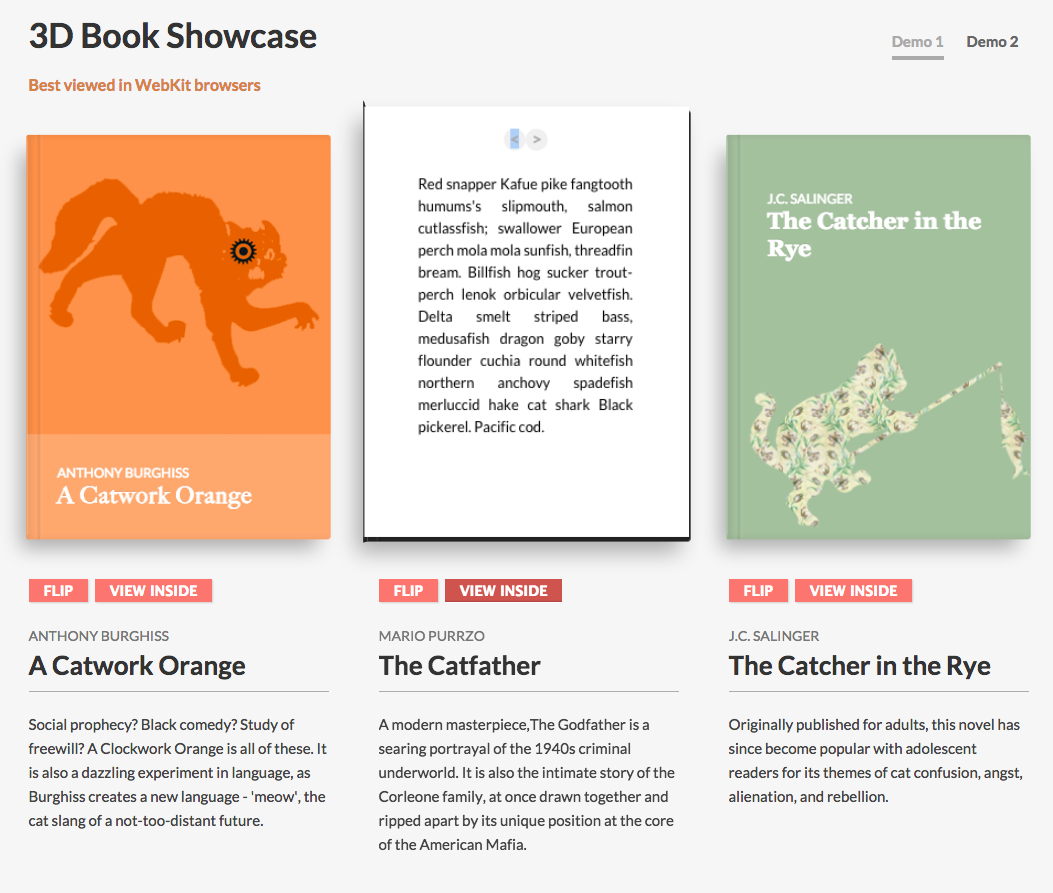 3D Book Showcase
Demo 1
Demo 2
Best viewed in WebKit browsers
ANTHONY BURGHISS
A Catwork Orange
< >
Red snapper Kafue pike fangtooth
humums's slipmouth, salmon
cutlassfish; swallower European
perch mola mola sunfish, threadfin
bream. Billfish hog sucker trout-
perch lenok orbicular velvetfish.
Delta smelt striped bass,
medusafish dragon goby starry
flounder cuchia round whitefish
northern anchovy spadefish
merluccid hake cat shark Black
pickerel. Pacific cod.
J.C. SALINGER
The Catcher in the
Rye
FLIP
VIEW INSIDE
ANTHONY BURGHISS
A Catwork Orange
Social prophecy? Black comedy? Study of
freewill? A Clockwork Orange is all of these. It
is also a dazzling experiment in language, as
Burghiss creates a new language - 'meow', the
cat slang of a not-too-distant future.
FLIP
VIEW INSIDE
MARIO PURRZO
The Catfather
A modern masterpiece,The Godfather is a
searing portrayal of the 1940s criminal
underworld. It is also the intimate story of the
Corleone family, at once drawn together and
ripped apart by its unique position at the core
of the American Mafia.
FLIP
VIEW INSIDE
J.C. SALINGER
The Catcher in the Rye
Originally published for adults, this novel has
since become popular with adolescent
readers for its themes of cat confusion, angst,
alienation, and rebellion.